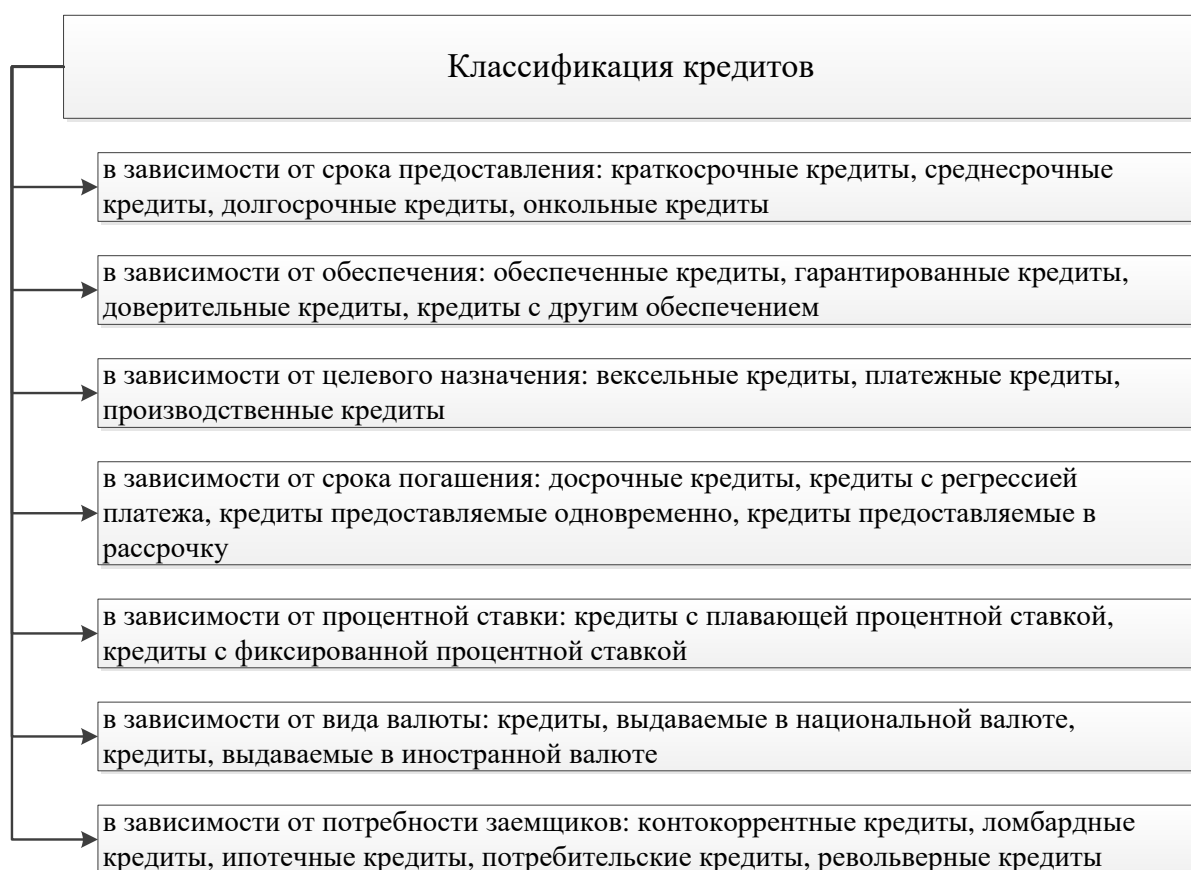 Классификация кредитов
в зависимости от срока предоставления: краткосрочные кредиты, среднесрочные
кредиты, долгосрочные кредиты, онкольные кредиты
в зависимости от обеспечения: обеспеченные кредиты, гарантированные кредиты,
доверительные кредиты, кредиты с другим обеспечением
в зависимости от целевого назначения: вексельные кредиты, платежные кредиты,
производственные кредиты
в зависимости от срока погашения: досрочные кредиты, кредиты с регрессией
платежа, кредиты предоставляемые одновременно, кредиты предоставляемые в
рассрочку
в зависимости от процентной ставки: кредиты с плавающей процентной ставкой,
кредиты с фиксированной процентной ставкой
в зависимости от вида валюты: кредиты, выдаваемые в национальной валюте,
кредиты, выдаваемые в иностранной валюте
в зависимости от потребности заемщиков: контокоррентные кредиты, ломбардные
кредиты, ипотечные кредиты, потребительские кредиты, револьверные кредиты